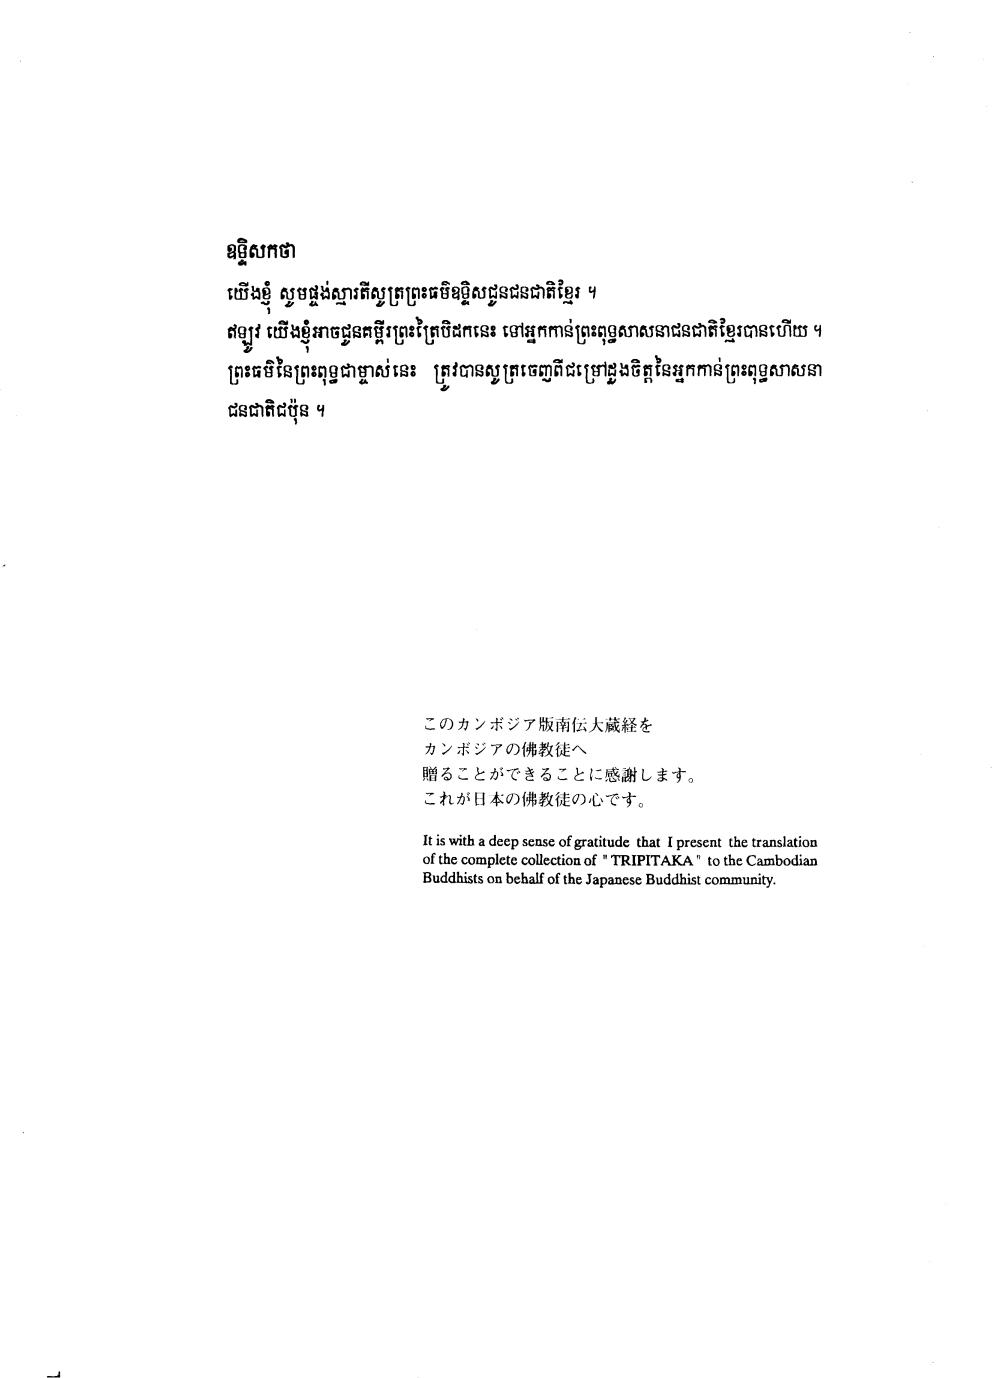 ឧទ្ទិសកថា
យើងខ្ញុំ សូមផ្ចង់ស្មារតីសូត្រព្រះធម៌ឧទ្ទិសជូនជនជាតិខ្មែរ ។
ឥឡូវ យើងខ្ញុំអាចជូនគម្ពីរព្រះត្រៃបិដកនេះ ទៅអ្នកកាន់ព្រះពុទ្ធសាសនាជនជាតិខ្មែរបានហើយ ។
ព្រះធម៌នៃព្រះពុទ្ធជាម្ចាស់នេះ ត្រូវបានសូត្រចេញពីជម្រៅដួងចិត្តនៃអ្នកកាន់ព្រះពុទ្ធសាសនា
ជនជាតិជប៉ុន ។
このカンボジア版南伝大蔵経を
カンボジアの佛教徒へ
贈ることができることに感謝します。
これが日本の佛教徒の心です。
It is with a deep sense of gratitude that I present the translation
of the complete collection of "TRIPITAKA" to the Cambodian
Buddhists on behalf of the Japanese Buddhist community.